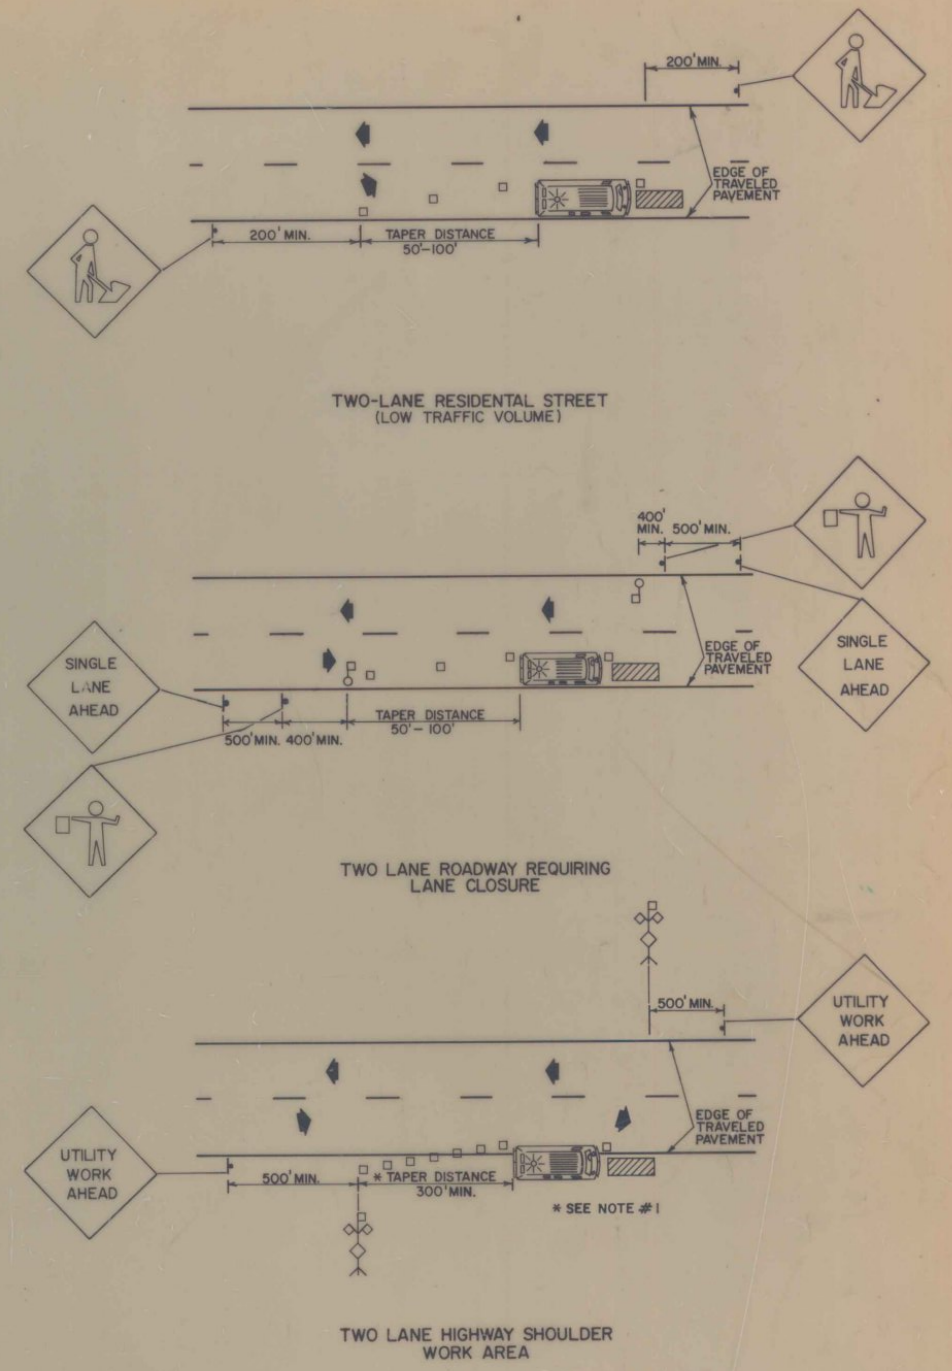 200' MIN.
EDGE OF
TRAVELED
PAVEMENT
200' MIN.
TAPER DISTANCE
50'-100'
TWO-LANE RESIDENTAL STREET
(LOW TRAFFIC VOLUME)
400'
MIN. 500' MIN.
SINGLE
LANE
AHEAD
EDGE OF
TRAVELED
PAVEMENT
SINGLE
LANE
AHEAD
500' MIN. 400' MIN.
TAPER DISTANCE
50'-100'
TWO LANE ROADWAY REQUIRING
LANE CLOSURE
500' MIN.
UTILITY
WORK
AHEAD
EDGE OF
TRAVELED
PAVEMENT
UTILITY
WORK
AHEAD
500' MIN.
* TAPER DISTANCE
300' MIN.
* SEE NOTE #1
TWO LANE HIGHWAY SHOULDER
WORK AREA